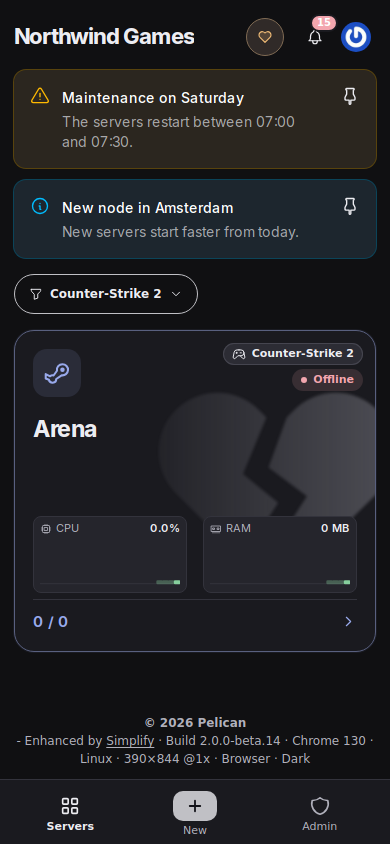 Northwind Games
15
Maintenance on Saturday
The servers restart between 07:00
and 07:30.
New node in Amsterdam
New servers start faster from today.
Counter-Strike 2
Counter-Strike 2
Offline
Arena
CPU 0.0%
RAM 0 MB
0 / 0
© 2026 Pelican
- Enhanced by Simplify · Build 2.0.0-beta.14 · Chrome 130 ·
Linux · 390×844 @1x · Browser · Dark
Servers
New
Admin